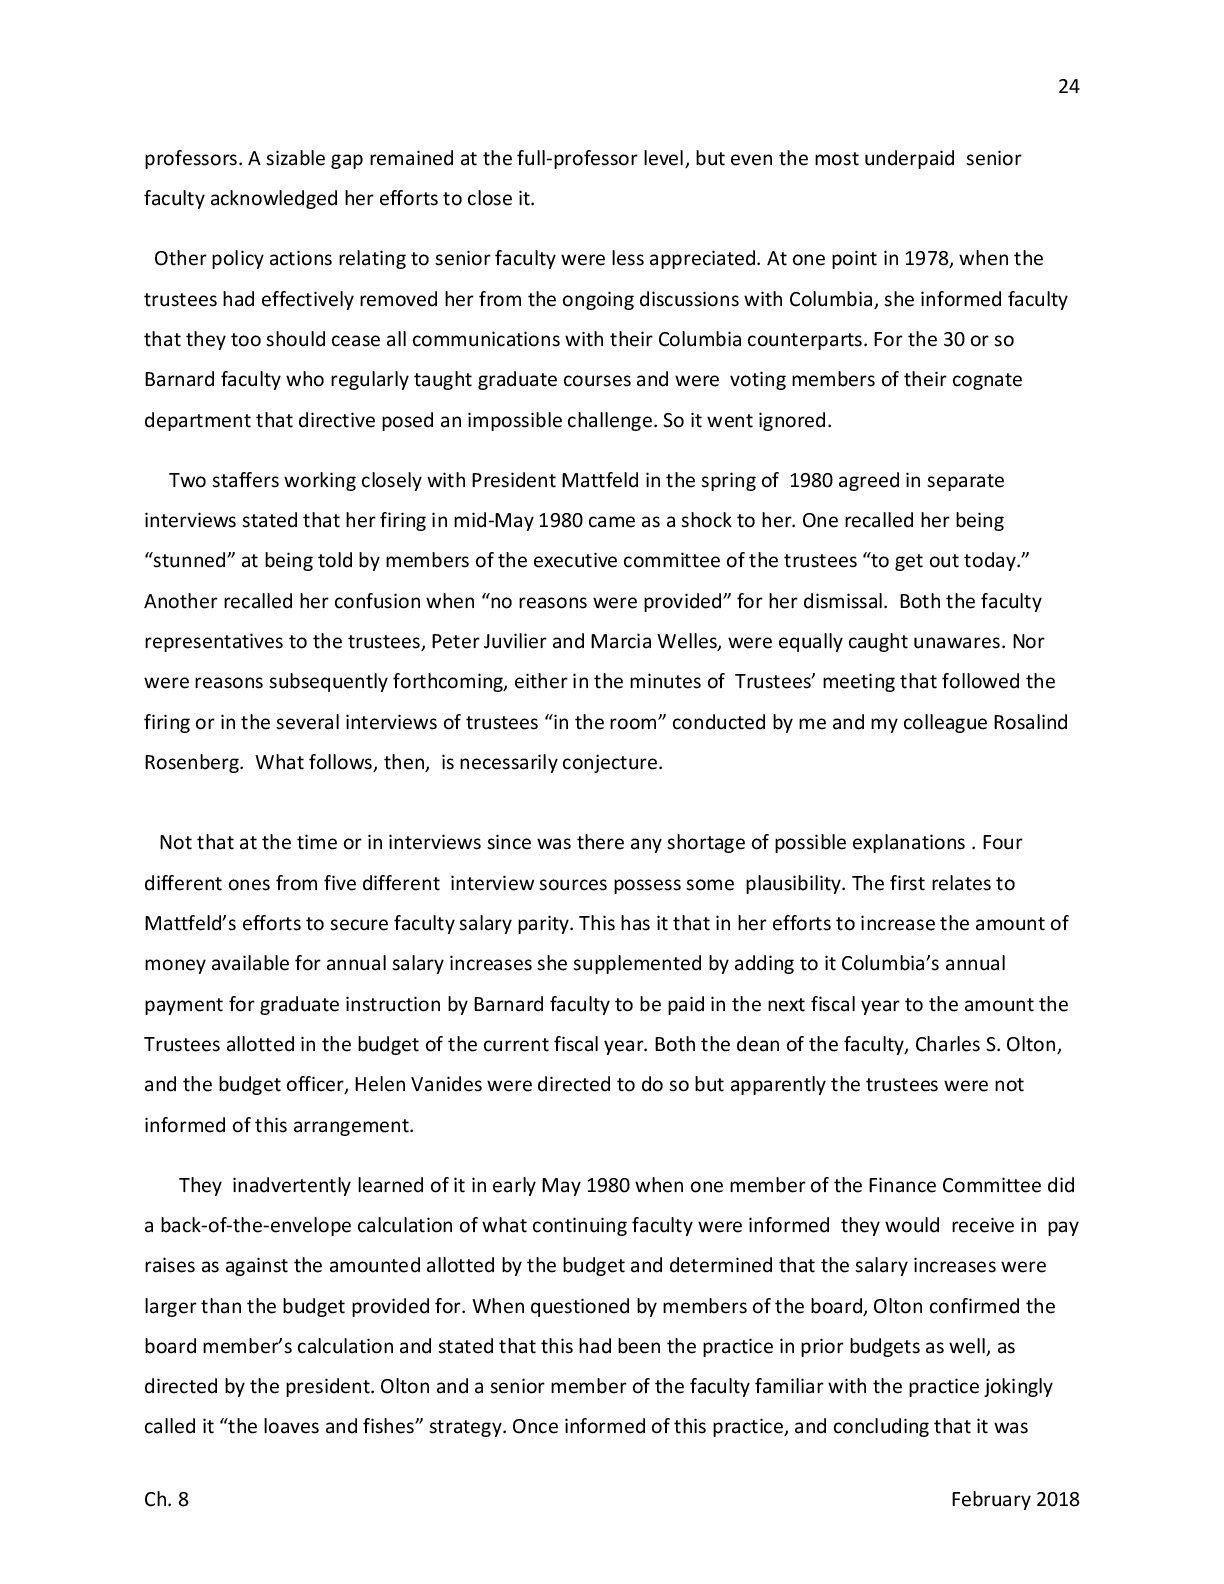 24
professors. A sizable gap remained at the full-professor level, but even the most underpaid senior
faculty acknowledged her efforts to close it.
Other policy actions relating to senior faculty were less appreciated. At one point in 1978, when the
trustees had effectively removed her from the ongoing discussions with Columbia, she informed faculty
that they too should cease all communications with their Columbia counterparts. For the 30 or so
Barnard faculty who regularly taught graduate courses and were voting members of their cognate
department that directive posed an impossible challenge. So it went ignored.
Two staffers working closely with President Mattfeld in the spring of 1980 agreed in separate
interviews stated that her firing in mid-May 1980 came as a shock to her. One recalled her being
“stunned” at being told by members of the executive committee of the trustees “to get out today.”
Another recalled her confusion when “no reasons were provided” for her dismissal. Both the faculty
representatives to the trustees, Peter Juvilier and Marcia Welles, were equally caught unawares. Nor
were reasons subsequently forthcoming, either in the minutes of Trustees’ meeting that followed the
firing or in the several interviews of trustees “in the room” conducted by me and my colleague Rosalind
Rosenberg. What follows, then, is necessarily conjecture.
Not that at the time or in interviews since was there any shortage of possible explanations . Four
different ones from five different interview sources possess some plausibility. The first relates to
Mattfeld’s efforts to secure faculty salary parity. This has it that in her efforts to increase the amount of
money available for annual salary increases she supplemented by adding to it Columbia’s annual
payment for graduate instruction by Barnard faculty to be paid in the next fiscal year to the amount the
Trustees allotted in the budget of the current fiscal year. Both the dean of the faculty, Charles S. Olton,
and the budget officer, Helen Vanides were directed to do so but apparently the trustees were not
informed of this arrangement.
They inadvertently learned of it in early May 1980 when one member of the Finance Committee did
a back-of-the-envelope calculation of what continuing faculty were informed they would receive in pay
raises as against the amounted allotted by the budget and determined that the salary increases were
larger than the budget provided for. When questioned by members of the board, Olton confirmed the
board member’s calculation and stated that this had been the practice in prior budgets as well, as
directed by the president. Olton and a senior member of the faculty familiar with the practice jokingly
called it “the loaves and fishes” strategy. Once informed of this practice, and concluding that it was
Ch. 8 February 2018